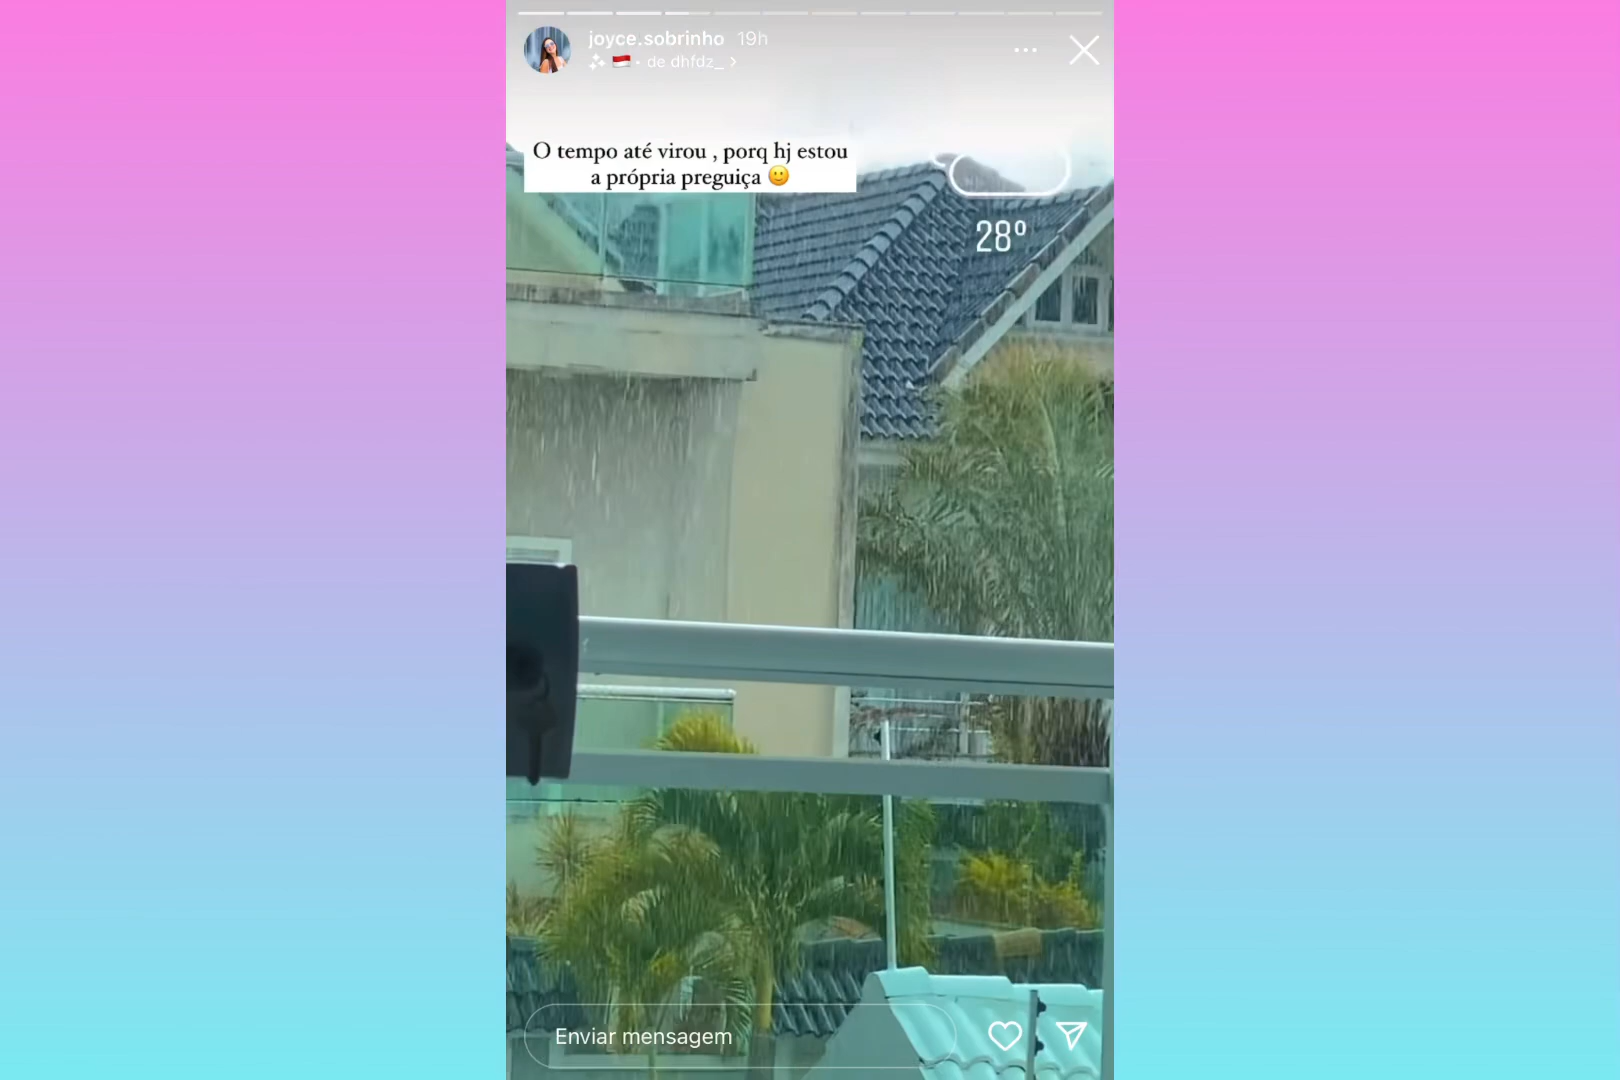 joyce.sobrinho 19h
de dhfdz_
O tempo até virou , porq hj estou
a própria preguiça 🙂
28º
Enviar mensagem